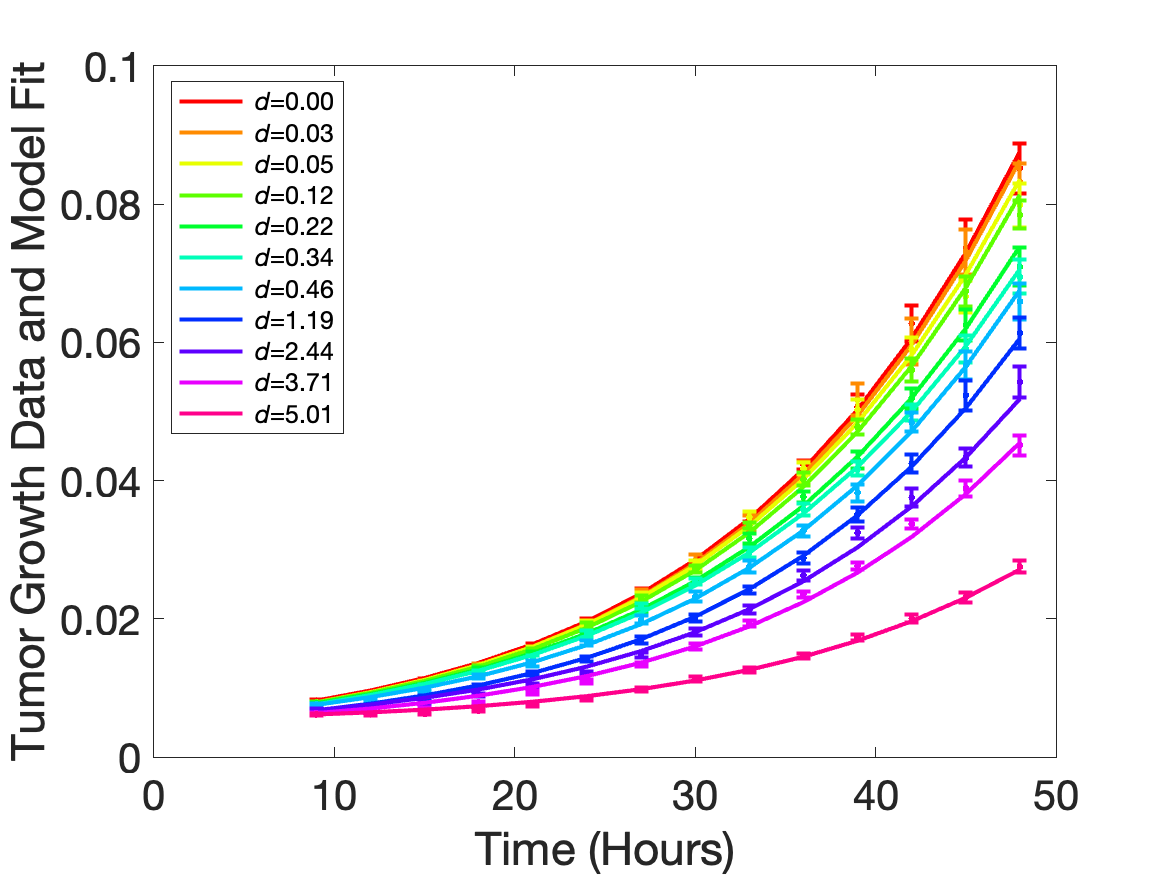 Tumor Growth Data and Model Fit
0.1
0.08
0.06
0.04
0.02
0
d=0.00
d=0.03
d=0.05
d=0.12
d=0.22
d=0.34
d=0.46
d=1.19
d=2.44
d=3.71
d=5.01
0 10 20 30 40 50
Time (Hours)